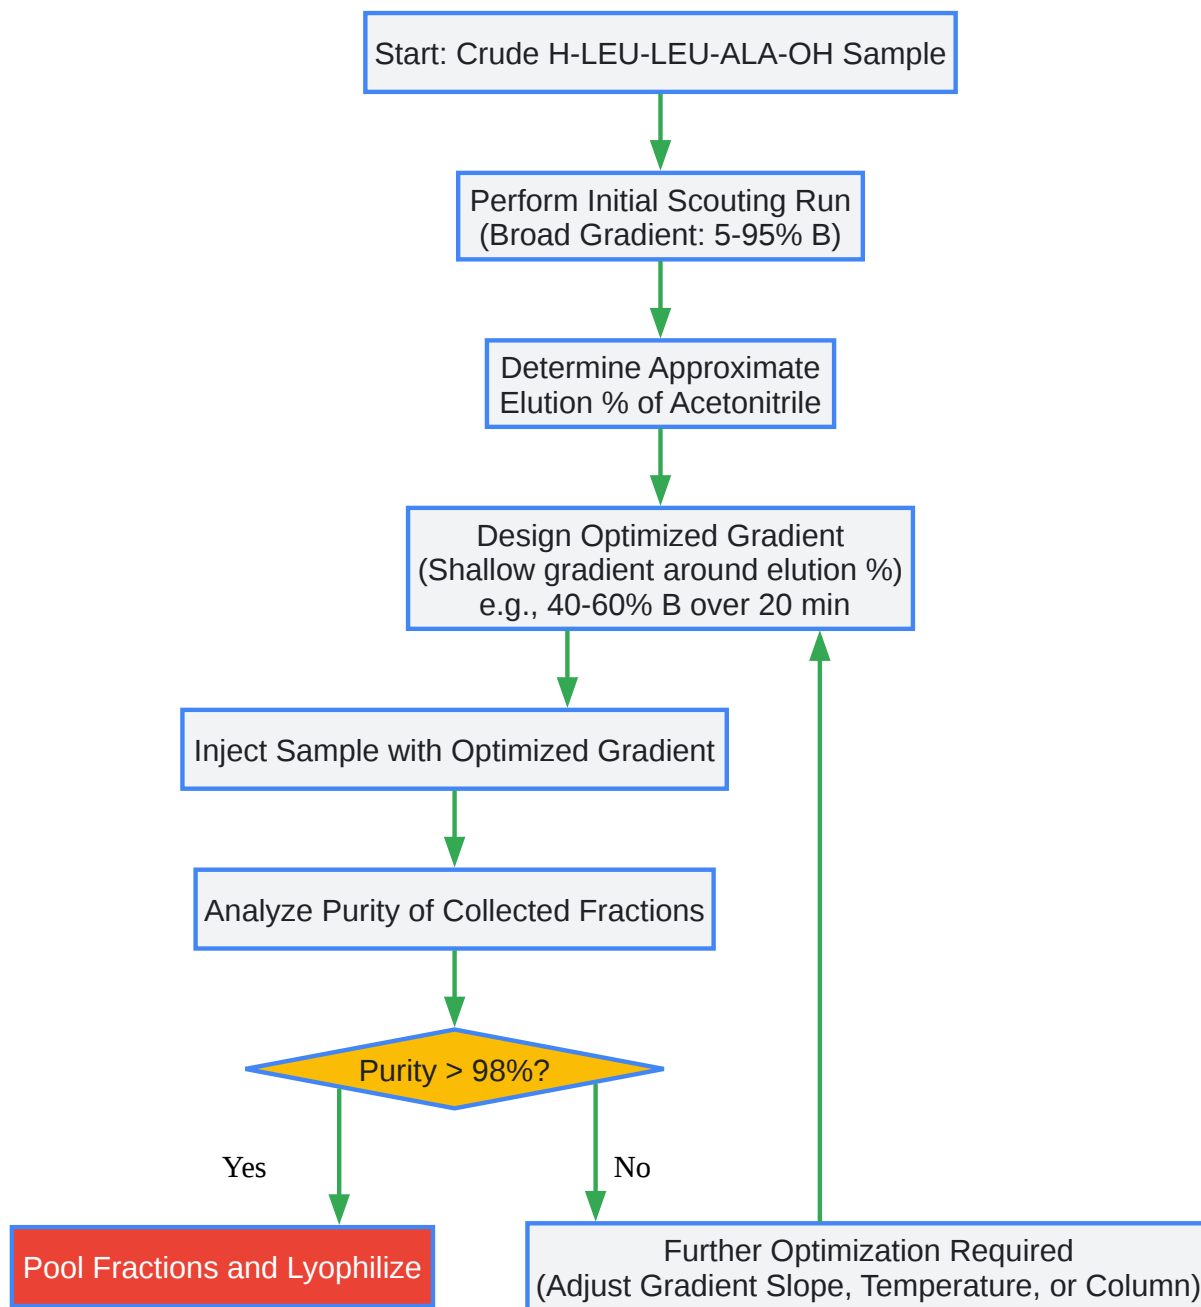 Start: Crude H-LEU-LEU-ALA-OH Sample
Perform Initial Scouting Run
(Broad Gradient: 5-95% B)
Determine Approximate
Elution % of Acetonitrile
Design Optimized Gradient
(Shallow gradient around elution %)
e.g., 40-60% B over 20 min
Inject Sample with Optimized Gradient
Analyze Purity of Collected Fractions
Purity > 98%?
Yes
No
Pool Fractions and Lyophilize
Further Optimization Required
(Adjust Gradient Slope, Temperature, or Column)